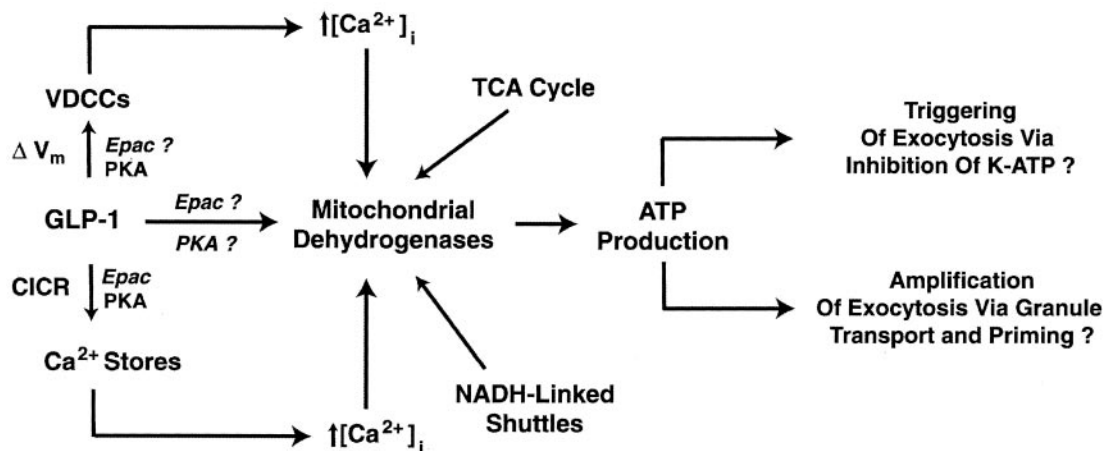 ↑[Ca²⁺]ᵢ
VDCCs
TCA Cycle
Δ Vₘ
Epac ?
PKA
Triggering
Of Exocytosis Via
Inhibition Of K-ATP ?
GLP-1
Epac ?
PKA ?
Mitochondrial
Dehydrogenases
ATP
Production
CICR
Epac
PKA
Amplification
Of Exocytosis Via Granule
Transport and Priming ?
Ca²⁺ Stores
NADH-Linked
Shuttles
↑[Ca²⁺]ᵢ